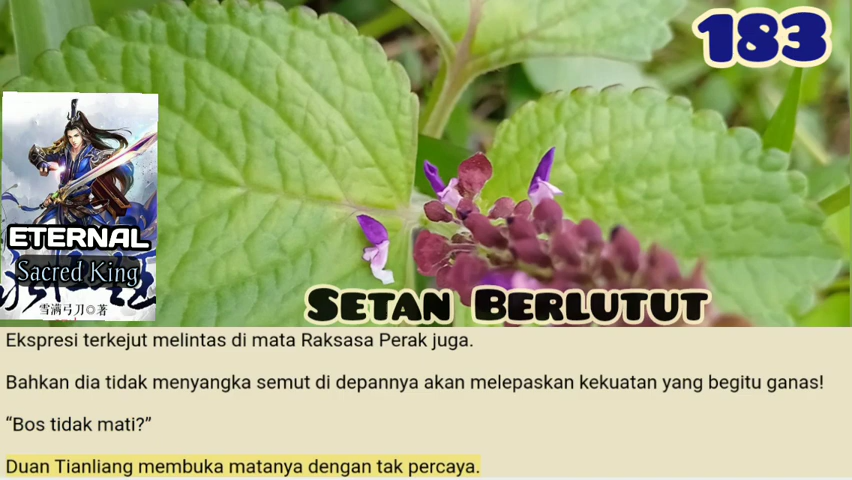 183
ETERNAL
Sacred King
雪满弓刀◎著
SETAN BERLUTUT
Ekspresi terkejut melintas di mata Raksasa Perak juga.
Bahkan dia tidak menyangka semut di depannya akan melepaskan kekuatan yang begitu ganas!
“Bos tidak mati?”
Duan Tianliang membuka matanya dengan tak percaya.